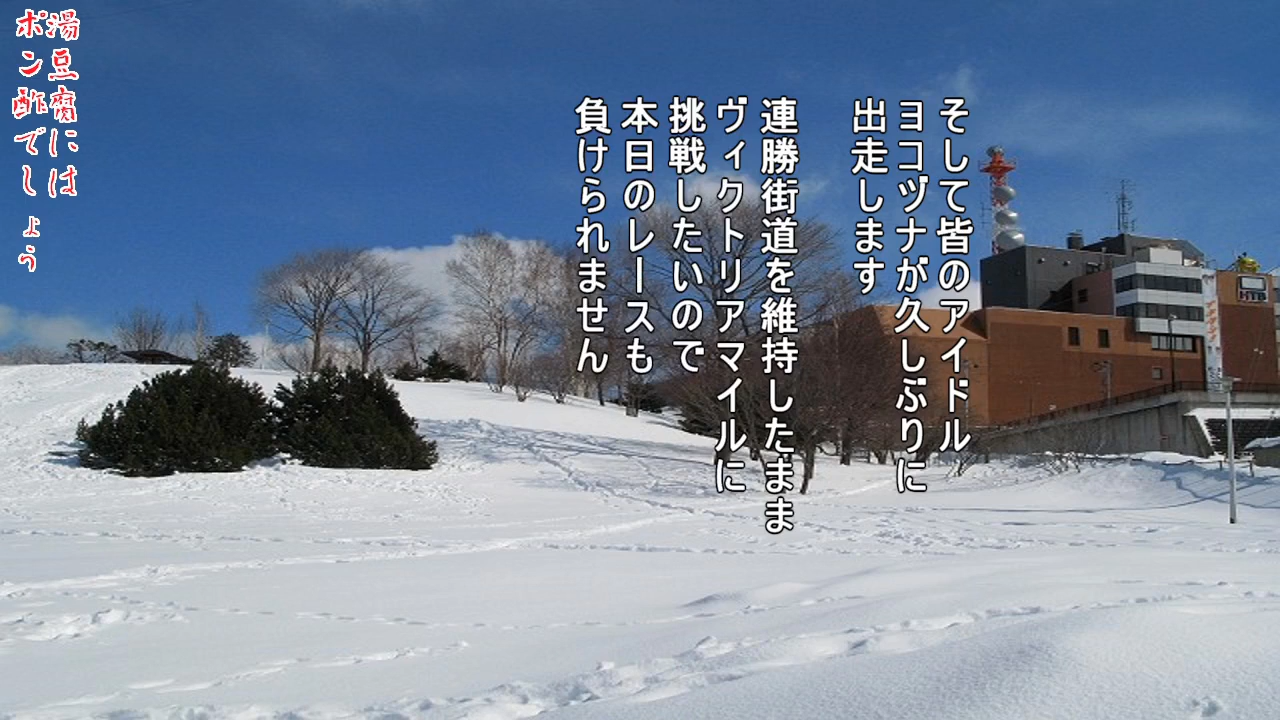 そして皆のアイドル
ヨコヅナが久しぶりに
出走します
連勝街道を維持したまま
ヴィクトリアマイルに
挑戦したいので
本日のレースも
負けられません
湯豆腐には
ポン酢でしょう
HTB